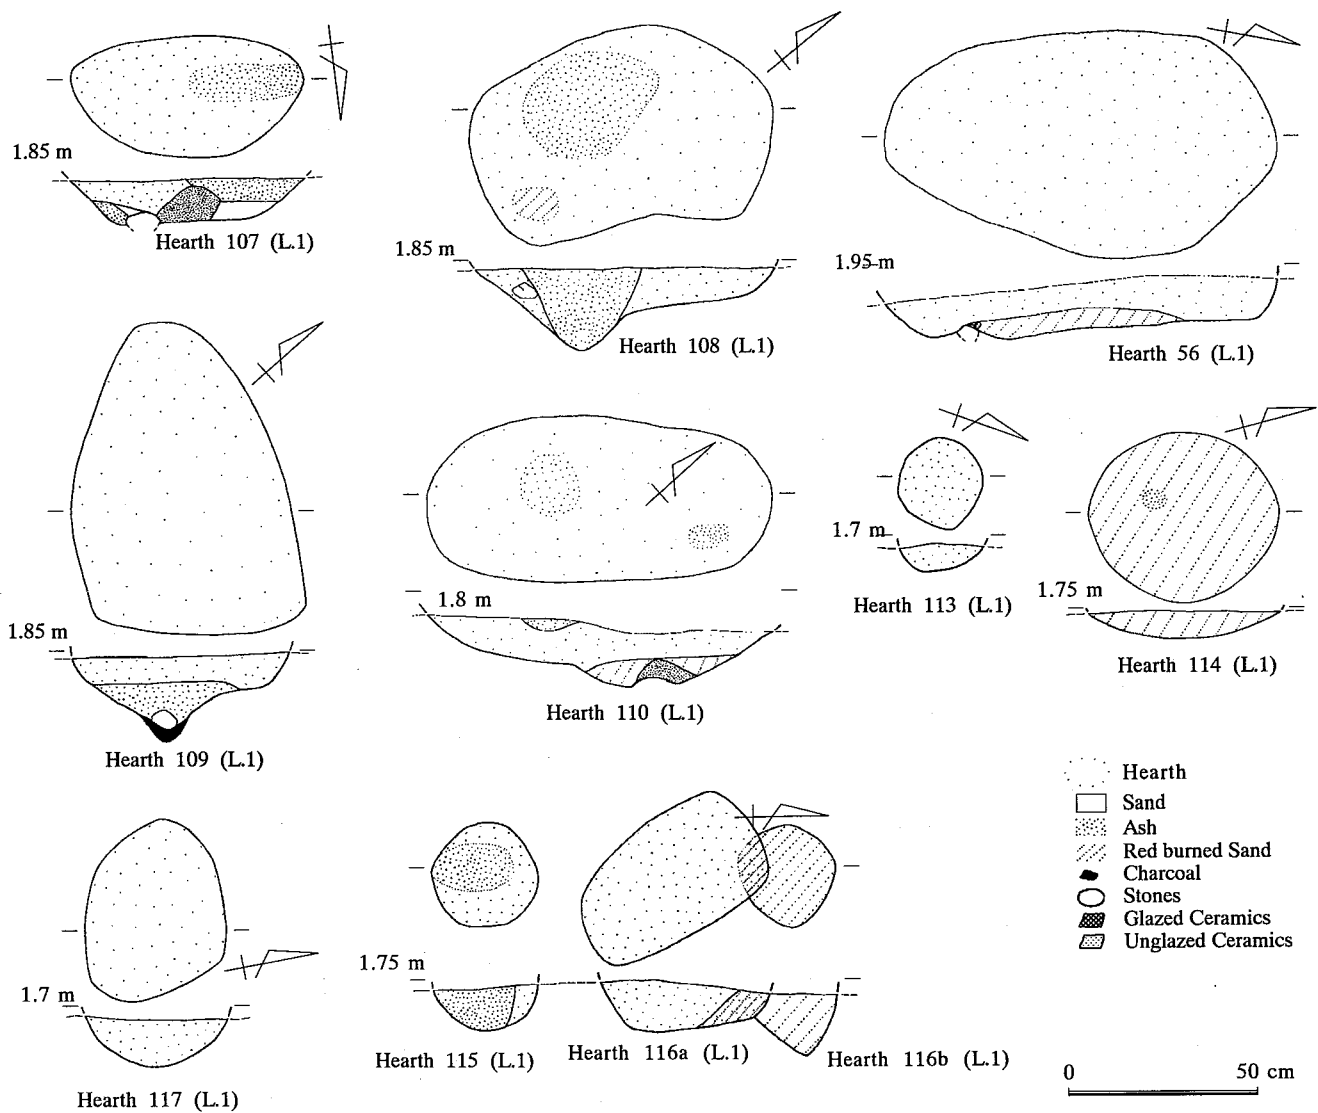 1.85 m
Hearth 107 (L.1)
1.85 m
Hearth 108 (L.1)
1.95 m
Hearth 56 (L.1)
1.85 m
Hearth 109 (L.1)
1.8 m
Hearth 110 (L.1)
1.7 m
Hearth 113 (L.1)
1.75 m
Hearth 114 (L.1)
1.7 m
Hearth 117 (L.1)
1.75 m
Hearth 115 (L.1)
Hearth 116a (L.1)
Hearth 116b (L.1)
Hearth
Sand
Ash
Red burned Sand
Charcoal
Stones
Glazed Ceramics
Unglazed Ceramics
0 50 cm